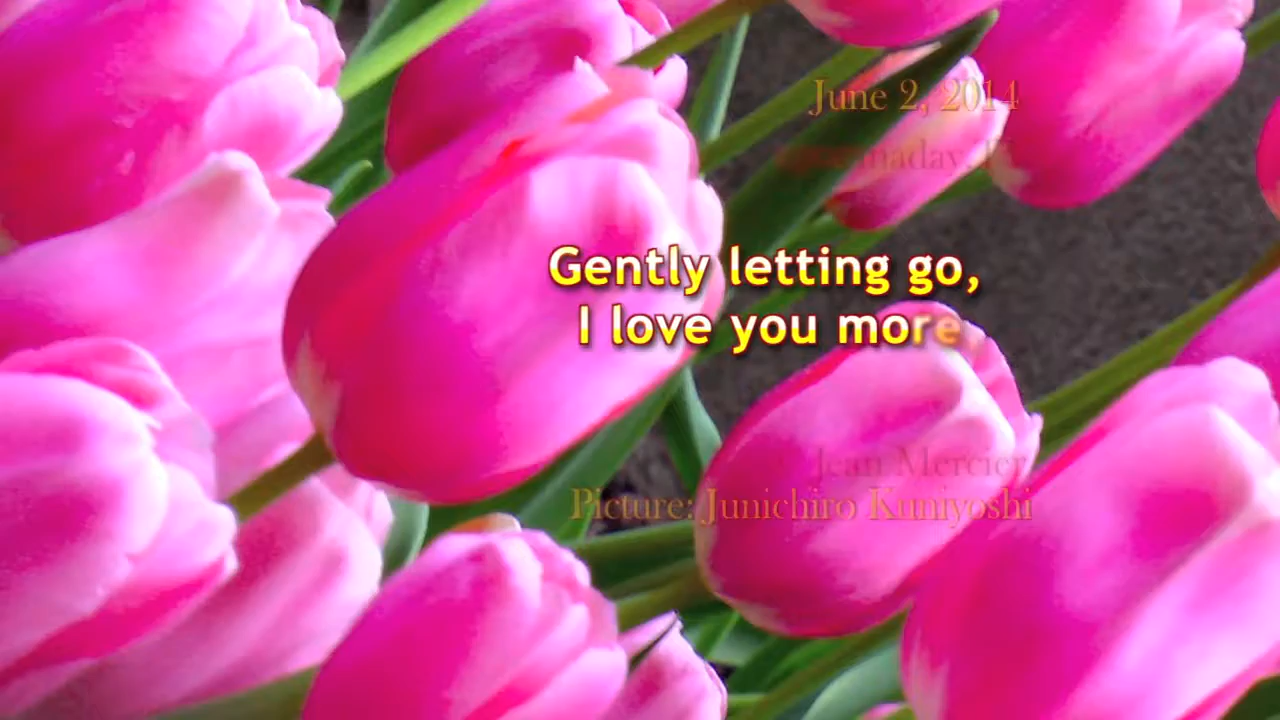 June 2, 2014
Gently letting go,
I love you more,
Jean Mercier
Picture: Junichiro Kuniyoshi